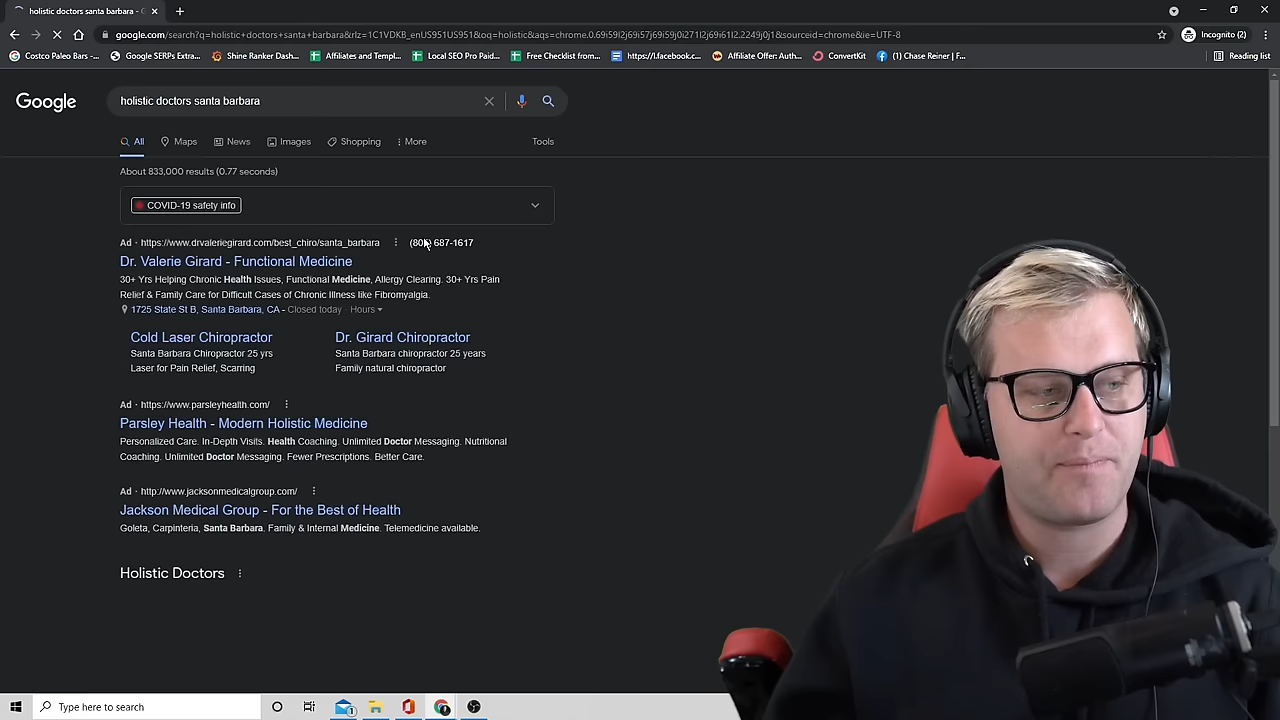 holistic doctors santa barbara -
google.com/search?q=holistic+doctors+santa+barbara&rlz=1C1VDKB_enUS951US951&oq=holistic&aqs=chrome.0.69i59l2j69i57j69i59j0i271l2j69i61l2.2249j0j1&sourceid=chrome&ie=UTF-8
Incognito (2)
Costco Paleo Bars -... Google SERPs Extra... Shine Ranker Dash... Affiliates and Templ... Local SEO Pro Paid... Free Checklist from... https://l.facebook.c... Affiliate Offer: Auth... ConvertKit (1) Chase Reiner | F... Reading list
Google holistic doctors santa barbara
All Maps News Images Shopping More Tools
About 833,000 results (0.77 seconds)
COVID-19 safety info
Ad · https://www.drvaleriegirard.com/best_chiro/santa_barbara 687-1617
Dr. Valerie Girard - Functional Medicine
30+ Yrs Helping Chronic Health Issues, Functional Medicine, Allergy Clearing. 30+ Yrs Pain
Relief & Family Care for Difficult Cases of Chronic Illness like Fibromyalgia.
1725 State St B, Santa Barbara, CA - Closed today · Hours
Cold Laser Chiropractor Dr. Girard Chiropractor
Santa Barbara Chiropractor 25 yrs Santa Barbara chiropractor 25 years
Laser for Pain Relief, Scarring Family natural chiropractor
Ad · https://www.parsleyhealth.com/
Parsley Health - Modern Holistic Medicine
Personalized Care. In-Depth Visits. Health Coaching. Unlimited Doctor Messaging. Nutritional
Coaching. Unlimited Doctor Messaging. Fewer Prescriptions. Better Care.
Ad · http://www.jacksonmedicalgroup.com/
Jackson Medical Group - For the Best of Health
Goleta, Carpinteria, Santa Barbara. Family & Internal Medicine. Telemedicine available.
Holistic Doctors
Type here to search